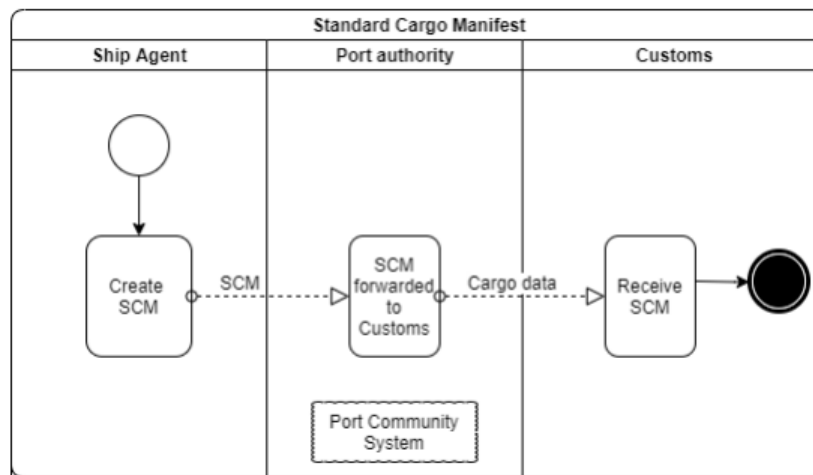 Standard Cargo Manifest
Ship Agent
Port authority
Customs
Create
SCM
SCM
SCM
forwarded
to
Customs
Cargo data
Receive
SCM
Port Community
System